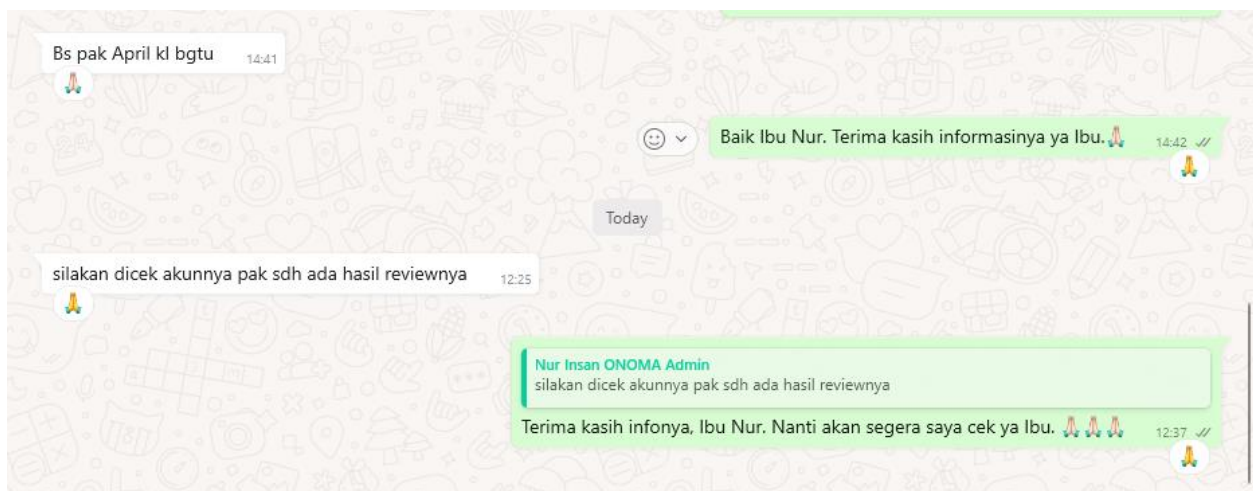 Bs pak April kl bgtu 14:41
🙏🏻
Baik Ibu Nur. Terima kasih informasinya ya Ibu.🙏🏻 14:42
🙏
Today
silakan dicek akunnya pak sdh ada hasil reviewnya 12:25
🙏
Nur Insan ONOMA Admin
silakan dicek akunnya pak sdh ada hasil reviewnya
Terima kasih infonya, Ibu Nur. Nanti akan segera saya cek ya Ibu. 🙏🏻🙏🏻🙏🏻 12:37
🙏